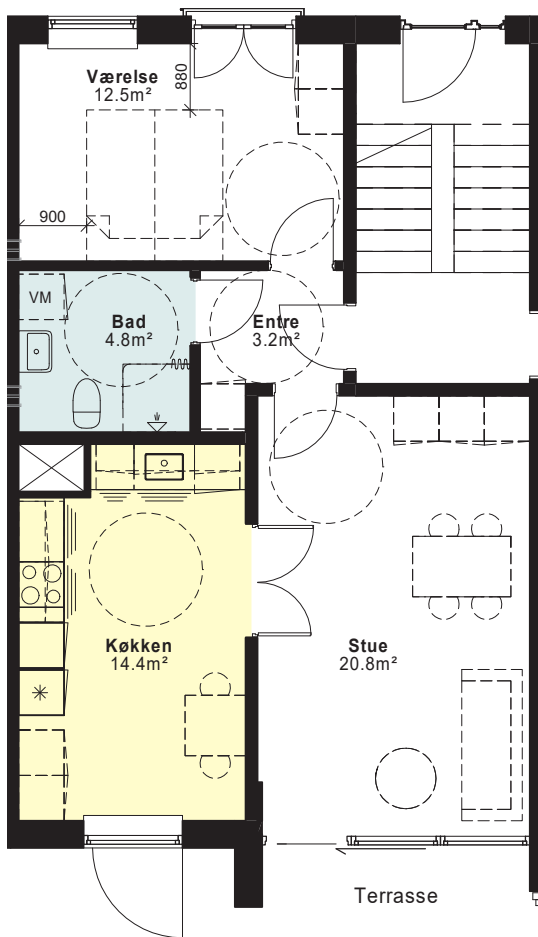 Værelse
12.5m²
880
900
VM
Bad
4.8m²
Entre
3.2m²
Køkken
14.4m²
Stue
20.8m²
Terrasse